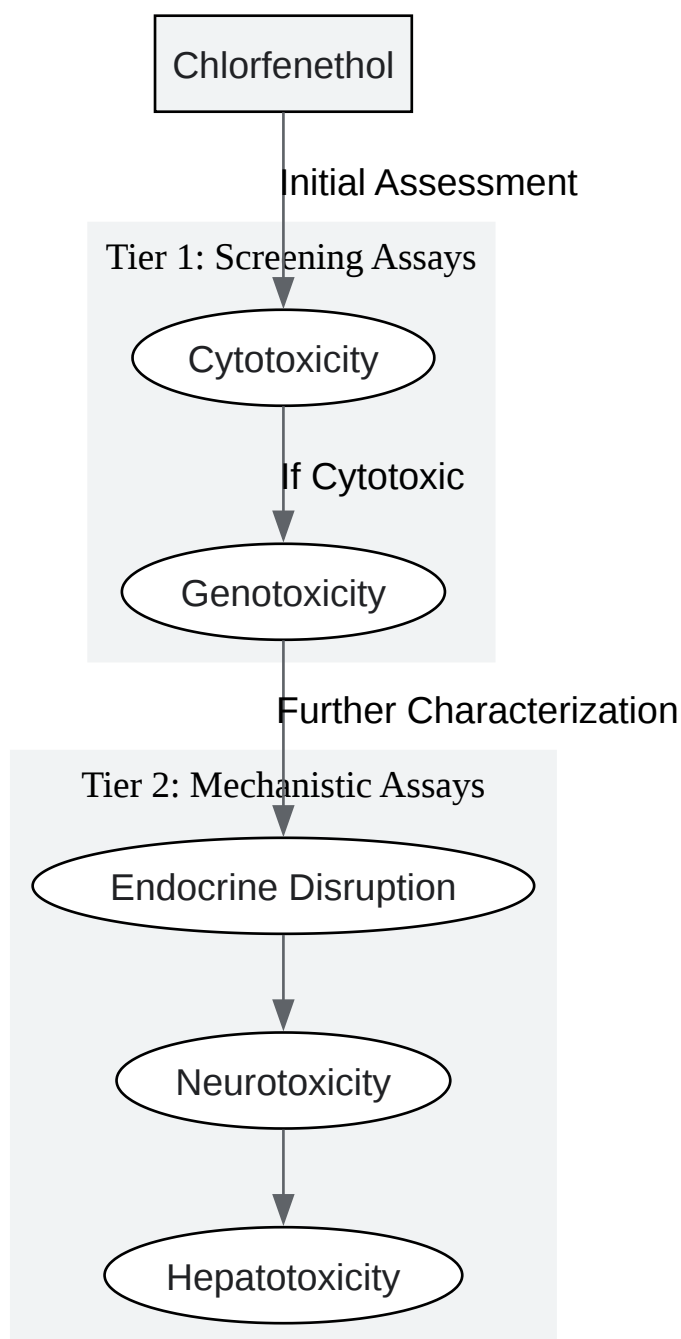 Chlorfenethol
Initial Assessment
Tier 1: Screening Assays
Cytotoxicity
If Cytotoxic
Genotoxicity
Further Characterization
Tier 2: Mechanistic Assays
Endocrine Disruption
Neurotoxicity
Hepatotoxicity